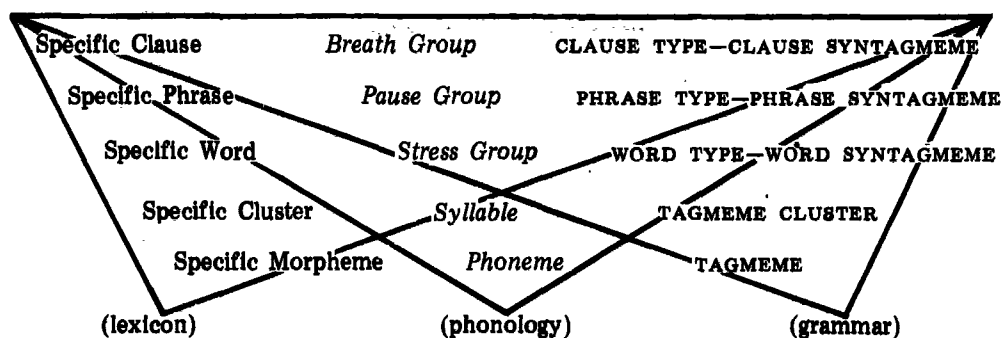 Specific Clause Breath Group CLAUSE TYPE—CLAUSE SYNTAGMEME
Specific Phrase Pause Group PHRASE TYPE—PHRASE SYNTAGMEME
Specific Word Stress Group WORD TYPE—WORD SYNTAGMEME
Specific Cluster Syllable TAGMEME CLUSTER
Specific Morpheme Phoneme TAGMEME
(lexicon) (phonology) (grammar)